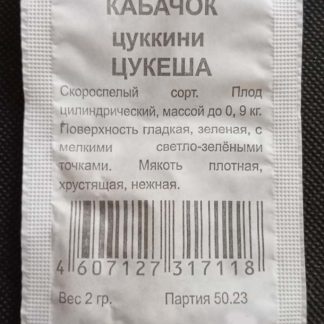 КАБАЧОК
цуккини
ЦУКЕША
Скороспелый сорт. Плод
цилиндрический, массой до 0, 9 кг.
Поверхность гладкая, зеленая, с
мелкими светло-зелёными
точками. Мякоть плотная,
хрустящая, нежная.
4 607127 317118
Вес 2 гр. Партия 50.23